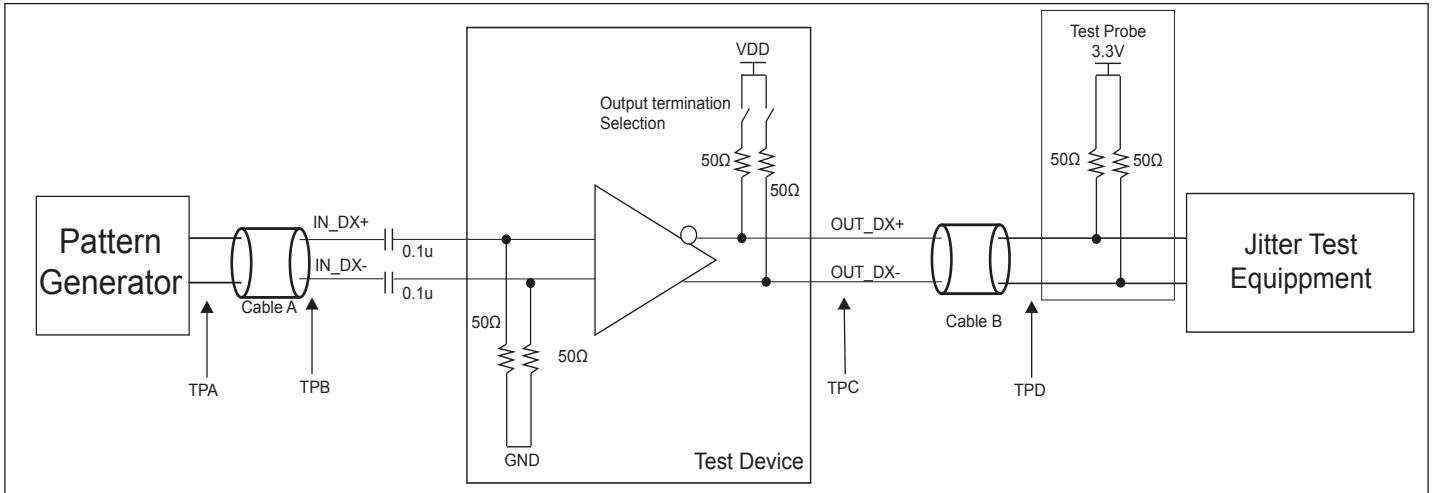 Test Probe
3.3V
VDD
Output termination
Selection
50Ω
50Ω
50Ω
50Ω
Pattern
Generator
IN_DX+
0.1u
IN_DX-
0.1u
Cable A
OUT_DX+
OUT_DX-
Cable B
Jitter Test
Equippment
50Ω
50Ω
TPA
TPB
TPC
TPD
GND
Test Device